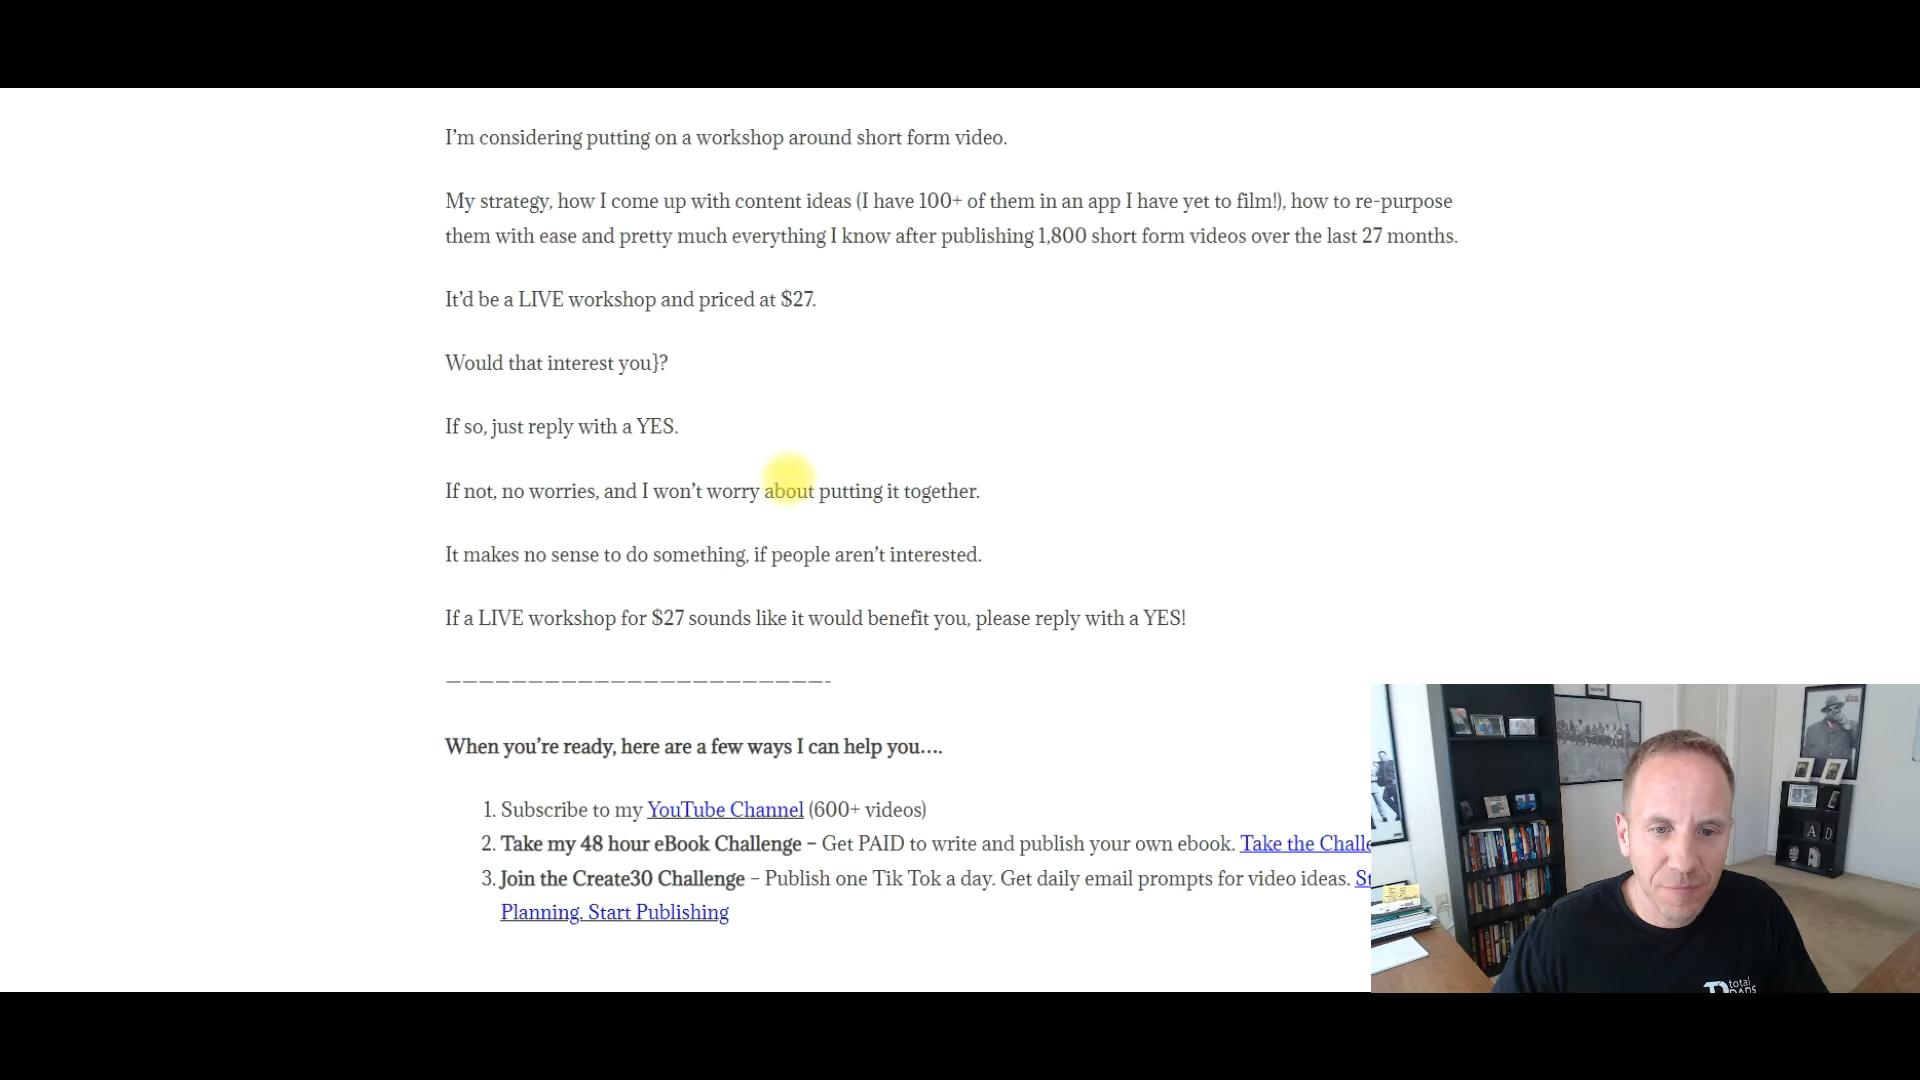 I’m considering putting on a workshop around short form video.
My strategy, how I come up with content ideas (I have 100+ of them in an app I have yet to film!), how to re-purpose
them with ease and pretty much everything I know after publishing 1,800 short form videos over the last 27 months.
It’d be a LIVE workshop and priced at $27.
Would that interest you}?
If so, just reply with a YES.
If not, no worries, and I won’t worry about putting it together.
It makes no sense to do something, if people aren’t interested.
If a LIVE workshop for $27 sounds like it would benefit you, please reply with a YES!
———————————————————————-
When you’re ready, here are a few ways I can help you….
1. Subscribe to my YouTube Channel (600+ videos)
2. Take my 48 hour eBook Challenge – Get PAID to write and publish your own ebook. Take the Challe
3. Join the Create30 Challenge – Publish one Tik Tok a day. Get daily email prompts for video ideas. St
Planning. Start Publishing
A D
total